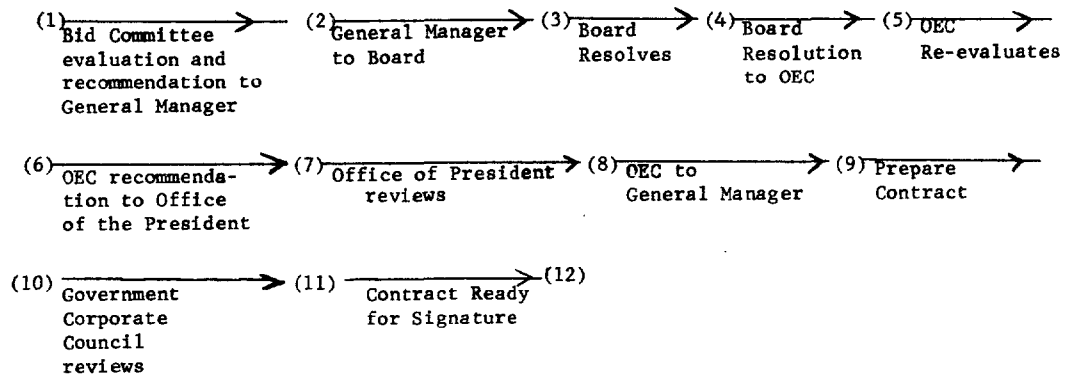 (1) (2) (3) (4) (5)
Bid Committee
evaluation and
recommendation to
General Manager
General Manager
to Board
Board
Resolves
Board
Resolution
to OEC
OEC
Re-evaluates
(6) (7) (8) (9)
OEC recommenda-
tion to Office
of the President
Office of President
reviews
OEC to
General Manager
Prepare
Contract
(10) (11) (12)
Government
Corporate
Council
reviews
Contract Ready
for Signature